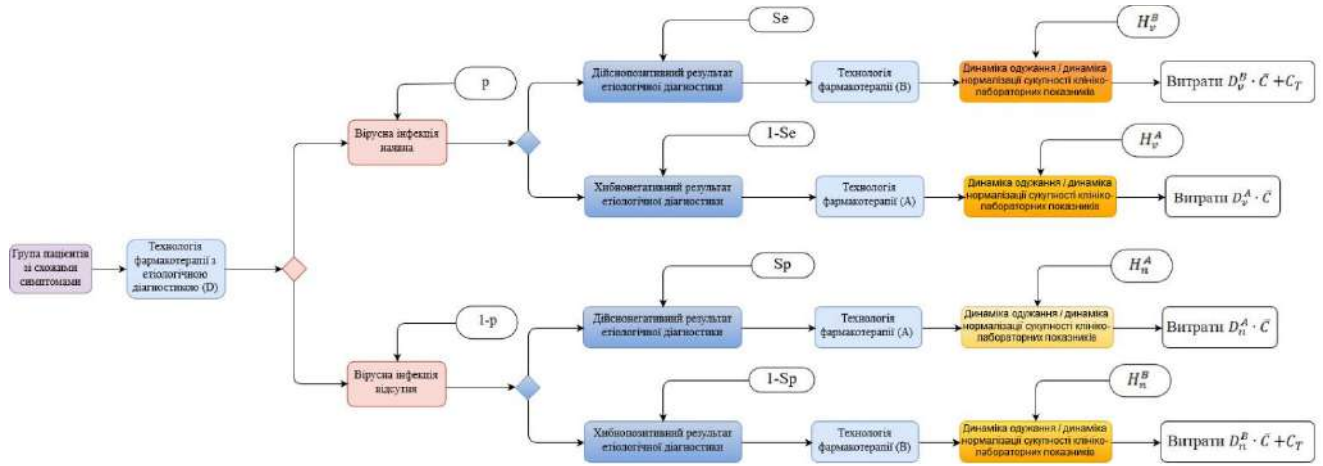 Група пацієнтів
зі схожими
симптомами
Технологія
фармакотерапії з
етіологічною
діагностикою (D)
p
Вірусна інфекція
наявна
Se
Дійснопозитивний результат
етіологічної діагностики
Технологія
фармакотерапії (B)
H_v^B
Динаміка одужання / динаміка
нормалізації сукупності клініко-
лабораторних показників
Витрати D_v^B · C̄ + C_T
1-Se
Хибнонегативний результат
етіологічної діагностики
Технологія
фармакотерапії (A)
H_v^A
Динаміка одужання / динаміка
нормалізації сукупності клініко-
лабораторних показників
Витрати D_v^A · C̄
1-p
Вірусна інфекція
відсутня
Sp
Дійснонегативний результат
етіологічної діагностики
Технологія
фармакотерапії (A)
H_n^A
Динаміка одужання / динаміка
нормалізації сукупності клініко-
лабораторних показників
Витрати D_n^A · C̄
1-Sp
Хибнопозитивний результат
етіологічної діагностики
Технологія
фармакотерапії (B)
H_n^B
Динаміка одужання / динаміка
нормалізації сукупності клініко-
лабораторних показників
Витрати D_n^B · C̄ + C_T